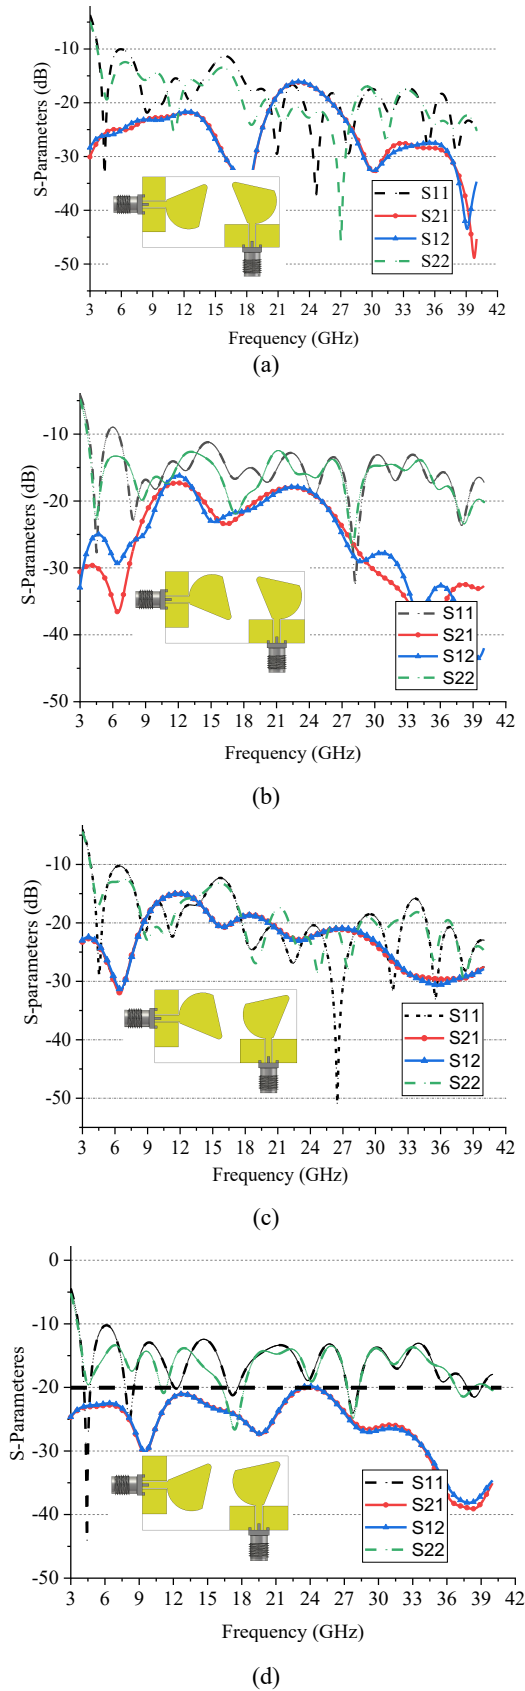 -10
-20
-30
-40
-50
S-Parameters (dB)
S11
S21
S12
S22
3 6 9 12 15 18 21 24 27 30 33 36 39 42
Frequency (GHz)
(a)
-10
-20
-30
-40
-50
S-Parameters (dB)
S11
S21
S12
S22
3 6 9 12 15 18 21 24 27 30 33 36 39 42
Frequency (GHz)
(b)
-10
-20
-30
-40
-50
S-parameters (dB)
S11
S21
S12
S22
3 6 9 12 15 18 21 24 27 30 33 36 39 42
Frequency (GHz)
(c)
0
-10
-20
-30
-40
-50
S-Parameteres
S11
S21
S12
S22
3 6 9 12 15 18 21 24 27 30 33 36 39 42
Frequency (GHz)
(d)